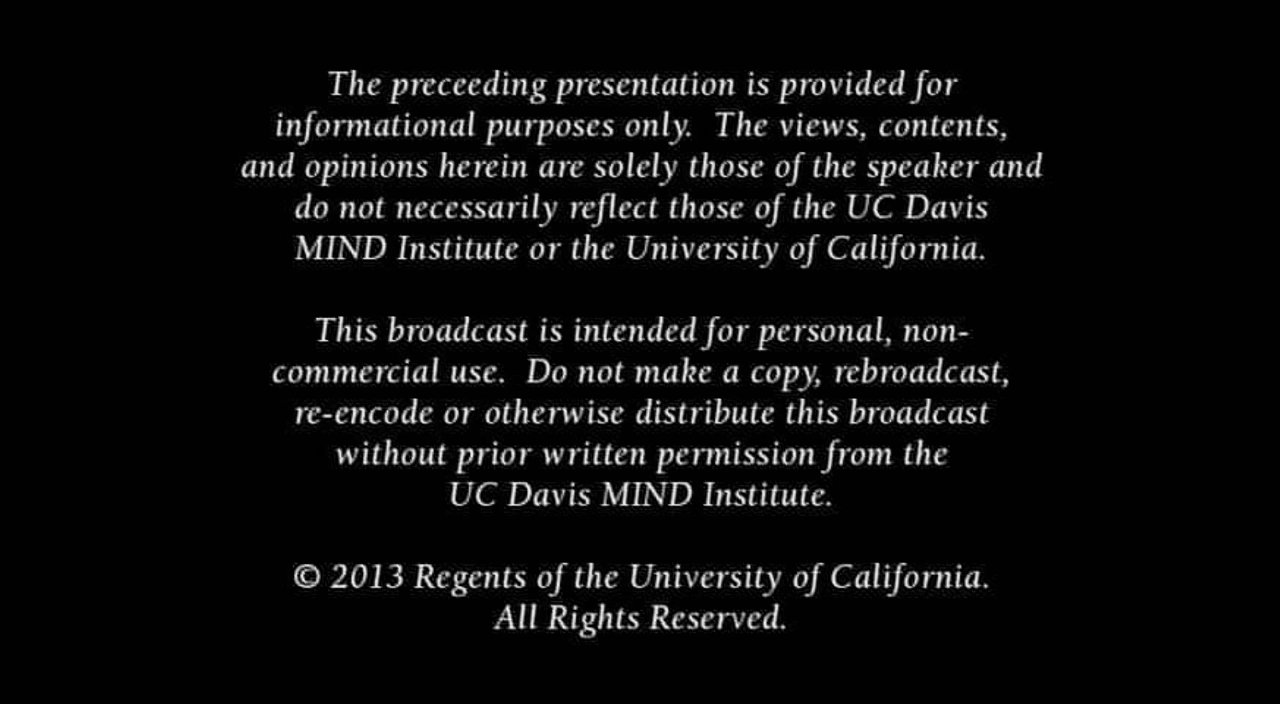 The preceeding presentation is provided for
informational purposes only.  The views, contents,
and opinions herein are solely those of the speaker and
do not necessarily reflect those of the UC Davis
MIND Institute or the University of California.
This broadcast is intended for personal, non-
commercial use.  Do not make a copy, rebroadcast,
re-encode or otherwise distribute this broadcast
without prior written permission from the
UC Davis MIND Institute.
© 2013 Regents of the University of California.
All Rights Reserved.